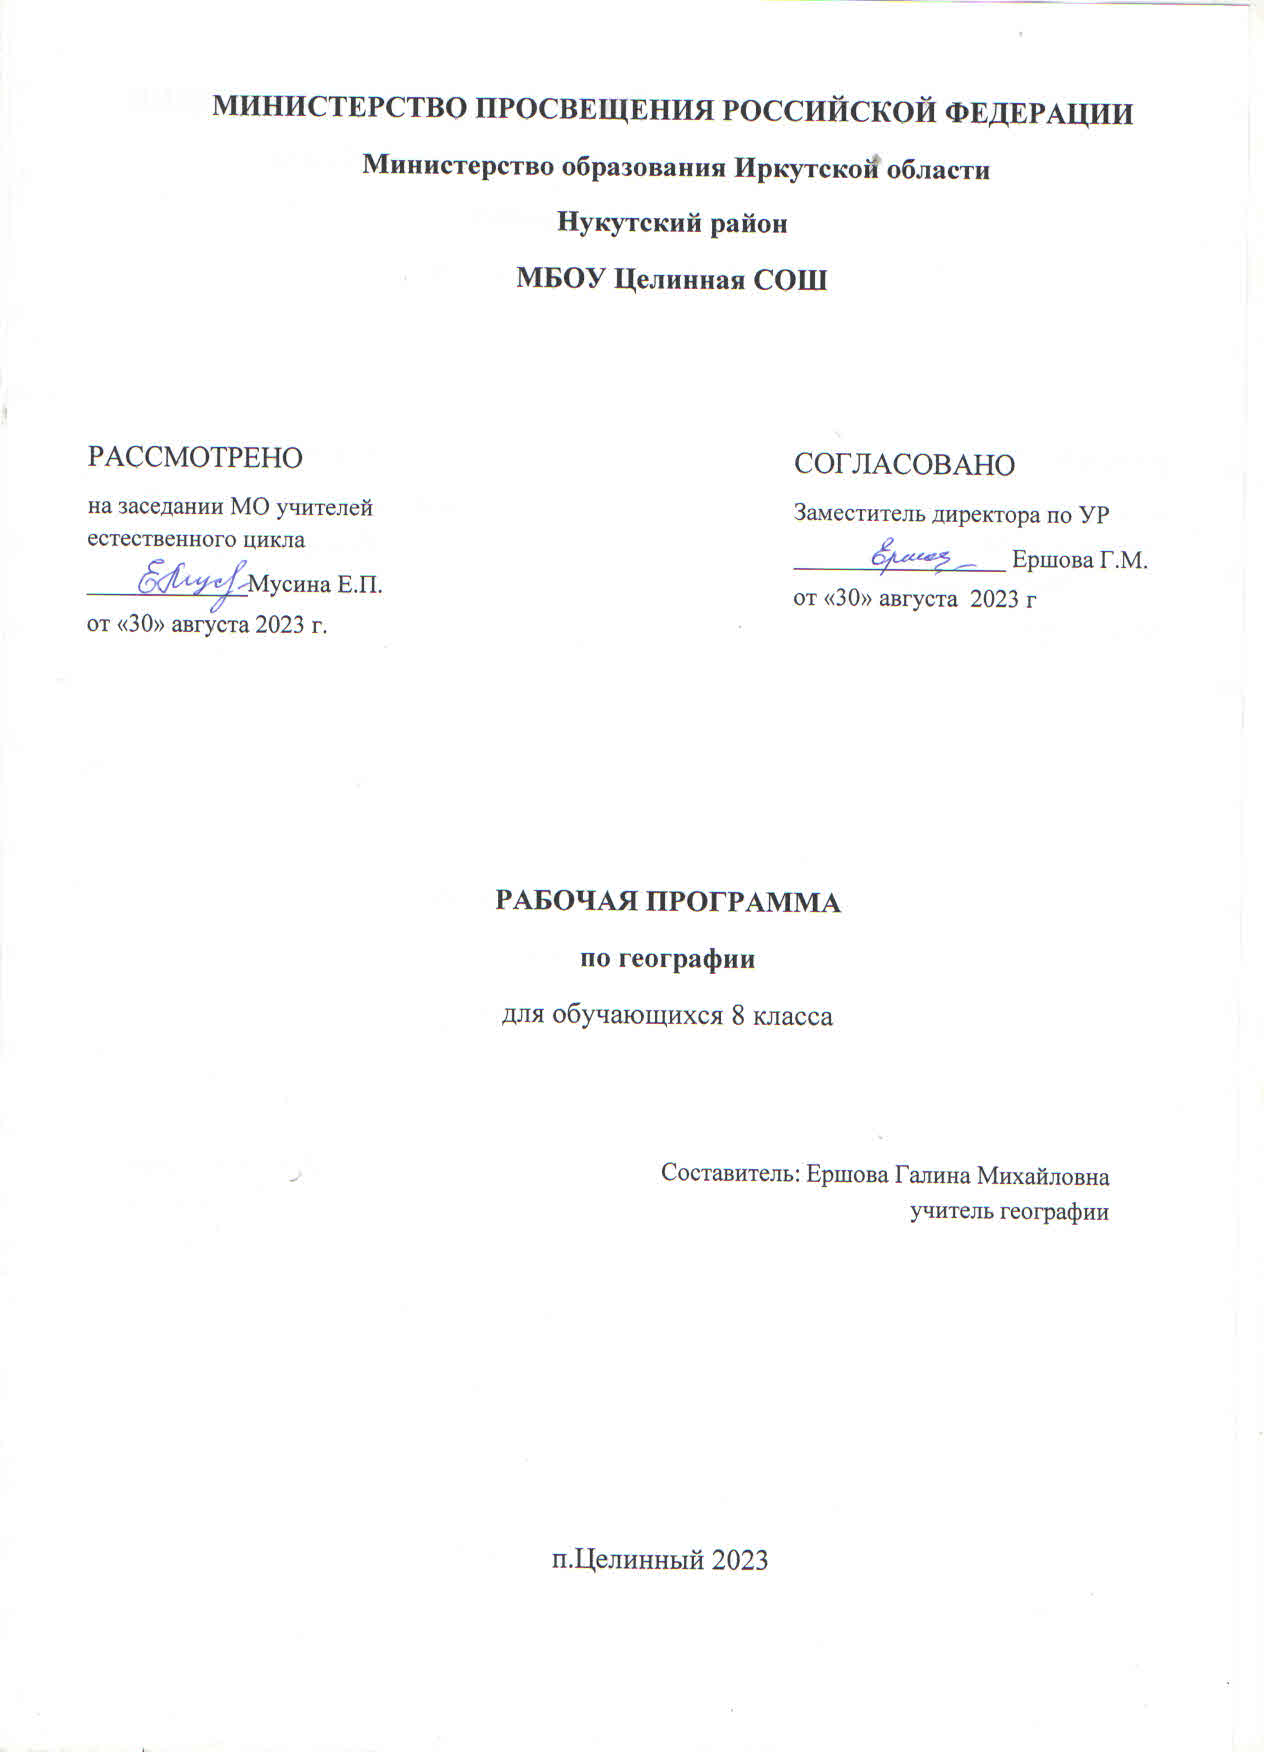 МИНИСТЕРСТВО ПРОСВЕЩЕНИЯ РОССИЙСКОЙ ФЕДЕРАЦИИ
Министерство образования Иркутской области
Нукутский район
МБОУ Целинная СОШ
РАССМОТРЕНО
на заседании МО учителей
естественного цикла
Мусина Е.П.
от «30» августа 2023 г.
СОГЛАСОВАНО
Заместитель директора по УР
Ершова Г.М.
от «30» августа 2023 г
РАБОЧАЯ ПРОГРАММА
по географии
для обучающихся 8 класса
Составитель: Ершова Галина Михайловна
учитель географии
п.Целинный 2023